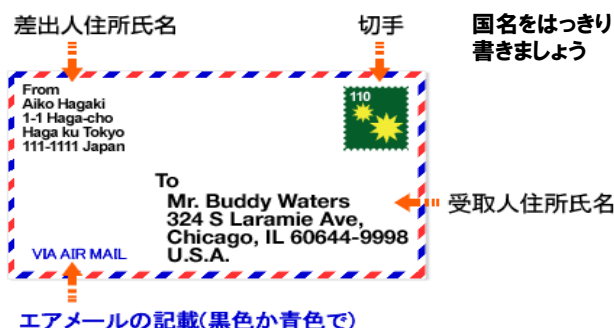 差出人住所氏名
切手
国名をはっきり
書きましょう
From
Aiko Hagaki
1-1 Haga-cho
Haga ku Tokyo
111-1111 Japan
110
To
Mr. Buddy Waters
324 S Laramie Ave,
Chicago, IL 60644-9998
U.S.A.
受取人住所氏名
VIA AIR MAIL
エアメールの記載(黒色か青色で)